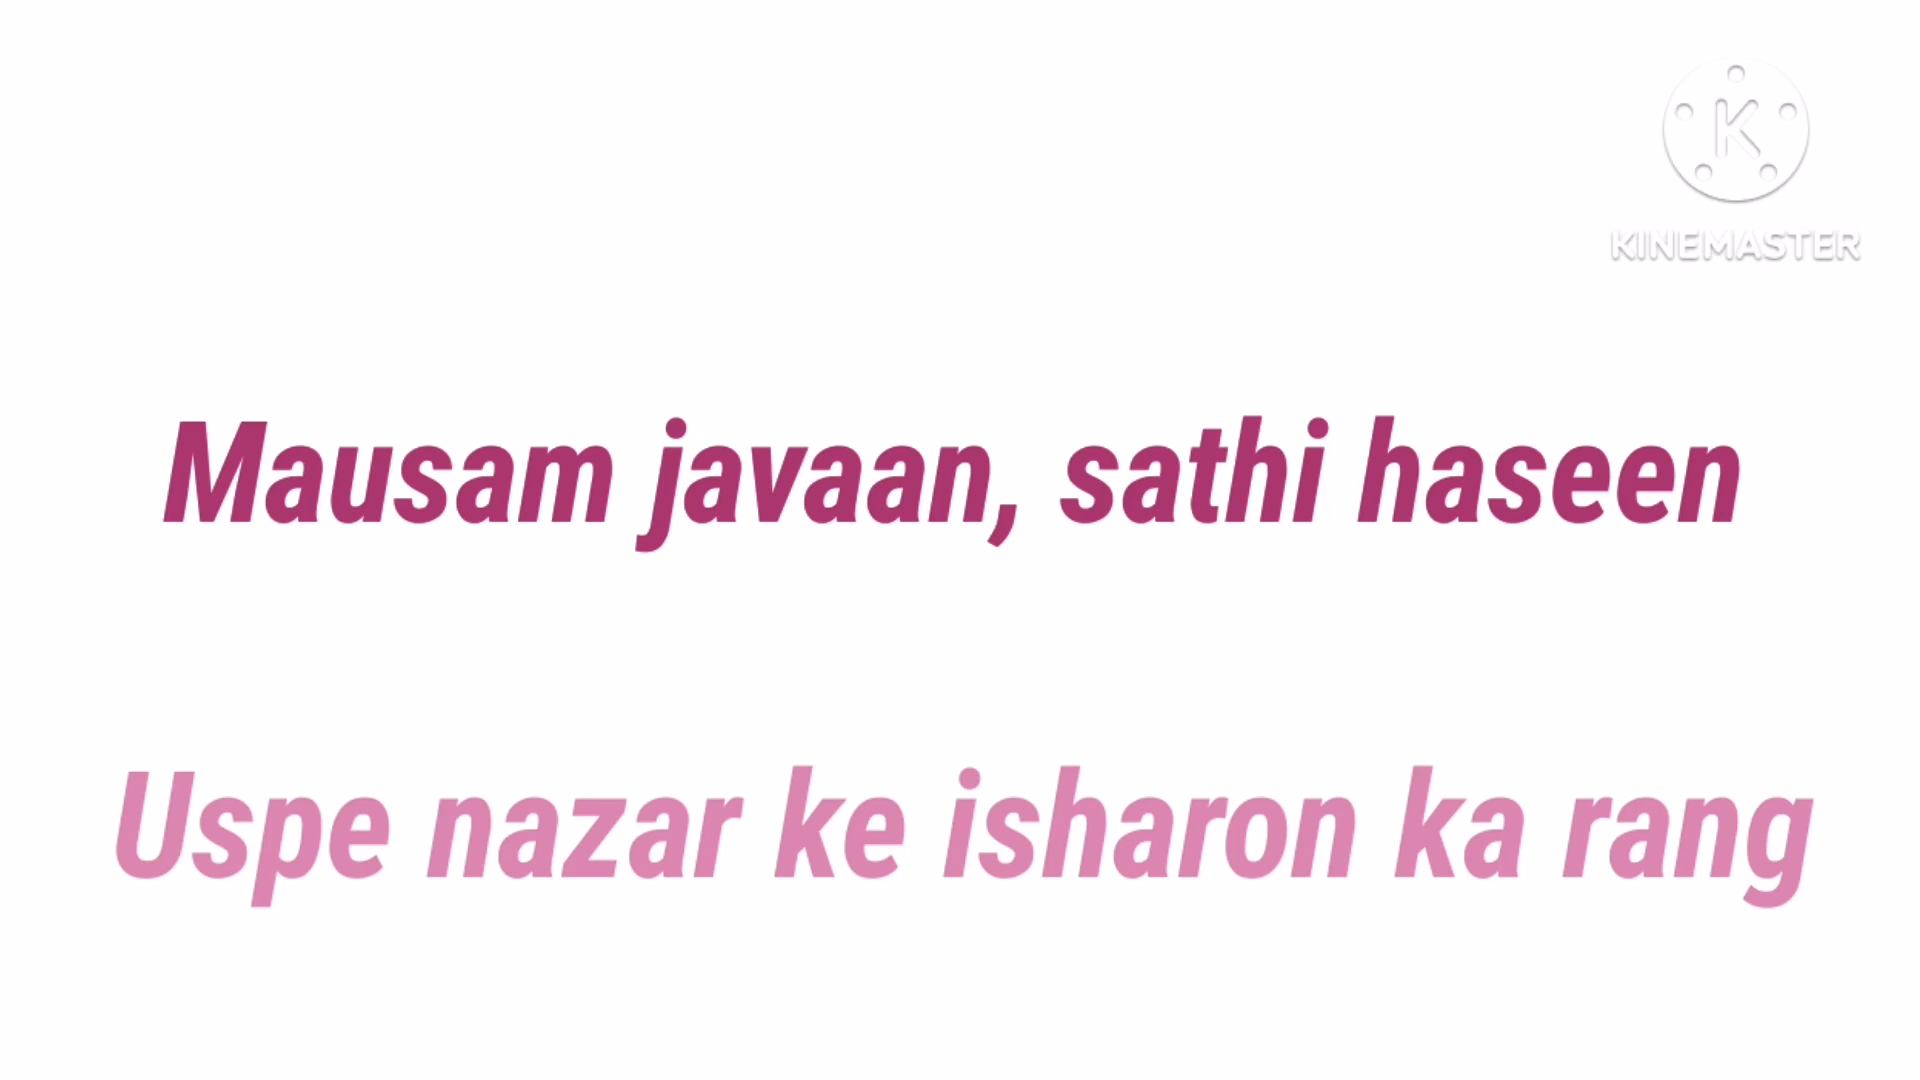 KINEMASTER
Mausam javaan, sathi haseen
Uspe nazar ke isharon ka rang